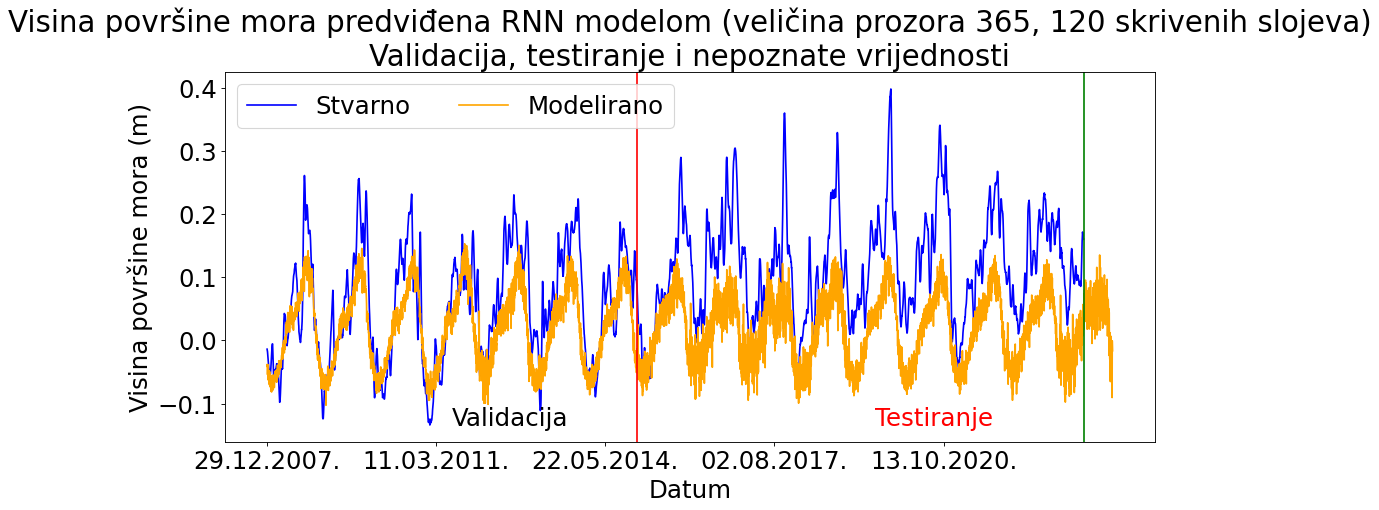 Visina površine mora predviđena RNN modelom (veličina prozora 365, 120 skrivenih slojeva)
Validacija, testiranje i nepoznate vrijednosti
Stvarno
Modelirano
Visina površine mora (m)
0.4
0.3
0.2
0.1
0.0
−0.1
Validacija
Testiranje
29.12.2007.
11.03.2011.
22.05.2014.
02.08.2017.
13.10.2020.
Datum